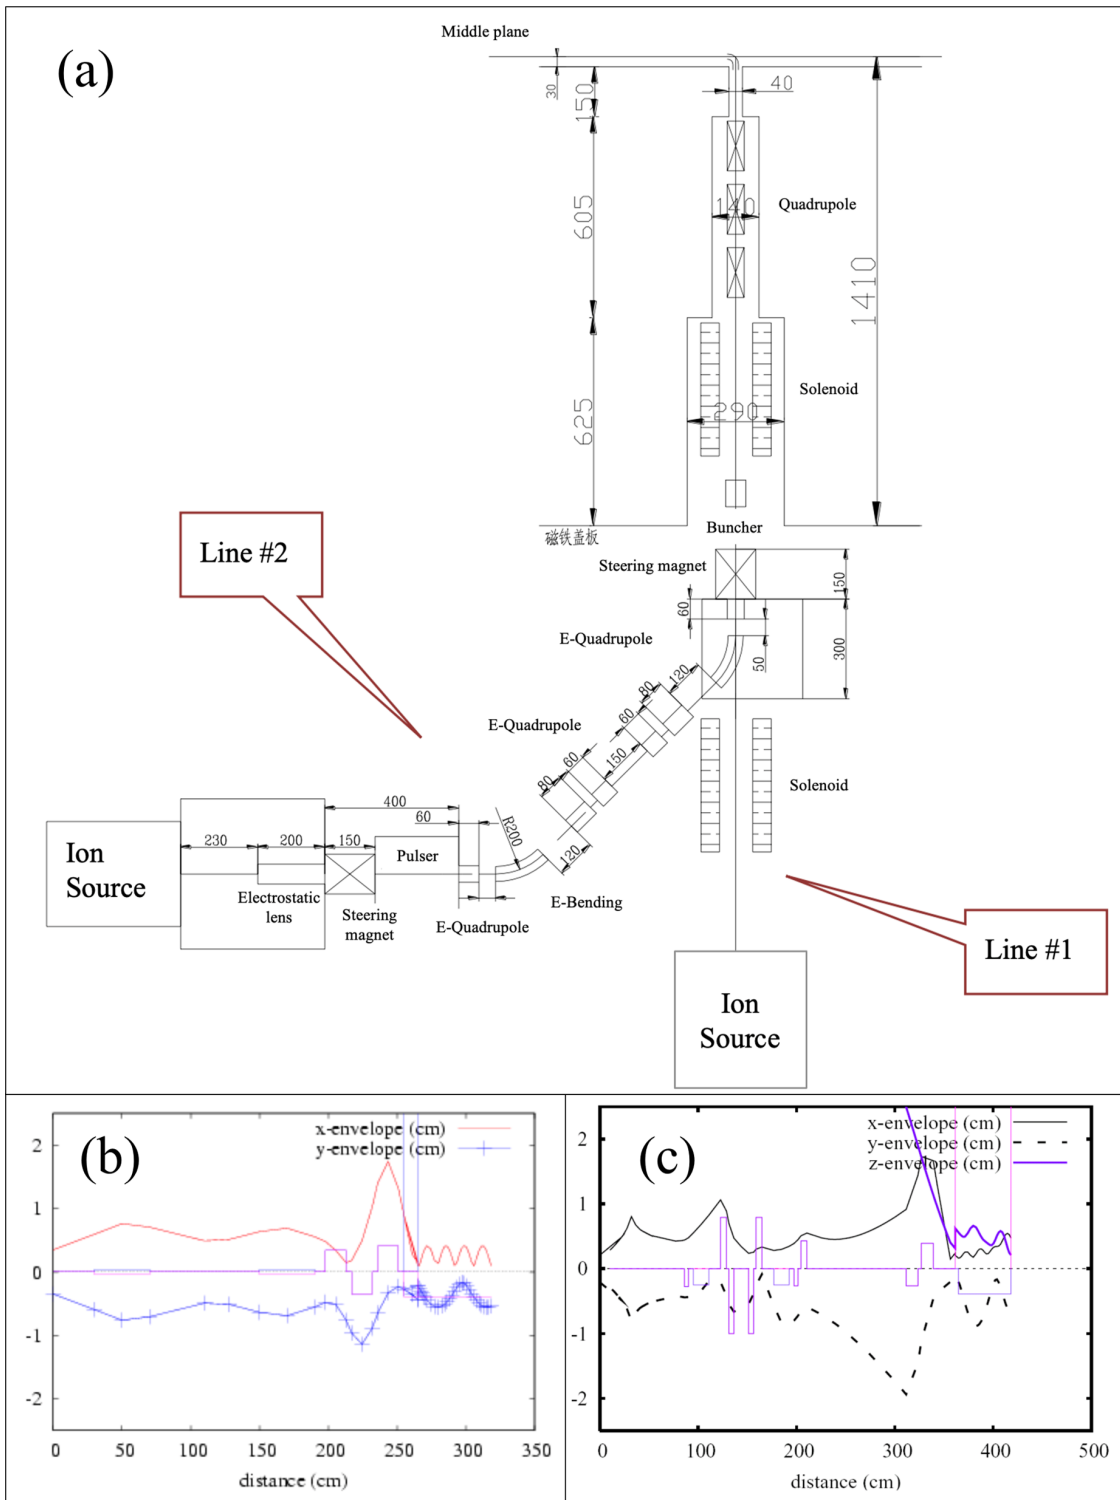 (a)
Middle plane
30
150
40
605
140
Quadrupole
1410
625
290
Solenoid
Buncher
磁铁盖板
Line #2
Steering magnet
150
60
E-Quadrupole
50
300
120
80
60
E-Quadrupole
150
60
80
Solenoid
400
60
R200
120
230
200
150
Pulser
Ion
Source
Electrostatic
lens
Steering
magnet
E-Quadrupole
E-Bending
Line #1
Ion
Source
(b)
x-envelope (cm)
y-envelope (cm)
2
1
0
-1
-2
0
50
100
150
200
250
300
350
distance (cm)
(c)
x-envelope (cm)
y-envelope (cm)
z-envelope (cm)
2
1
0
-1
-2
0
100
200
300
400
500
distance (cm)